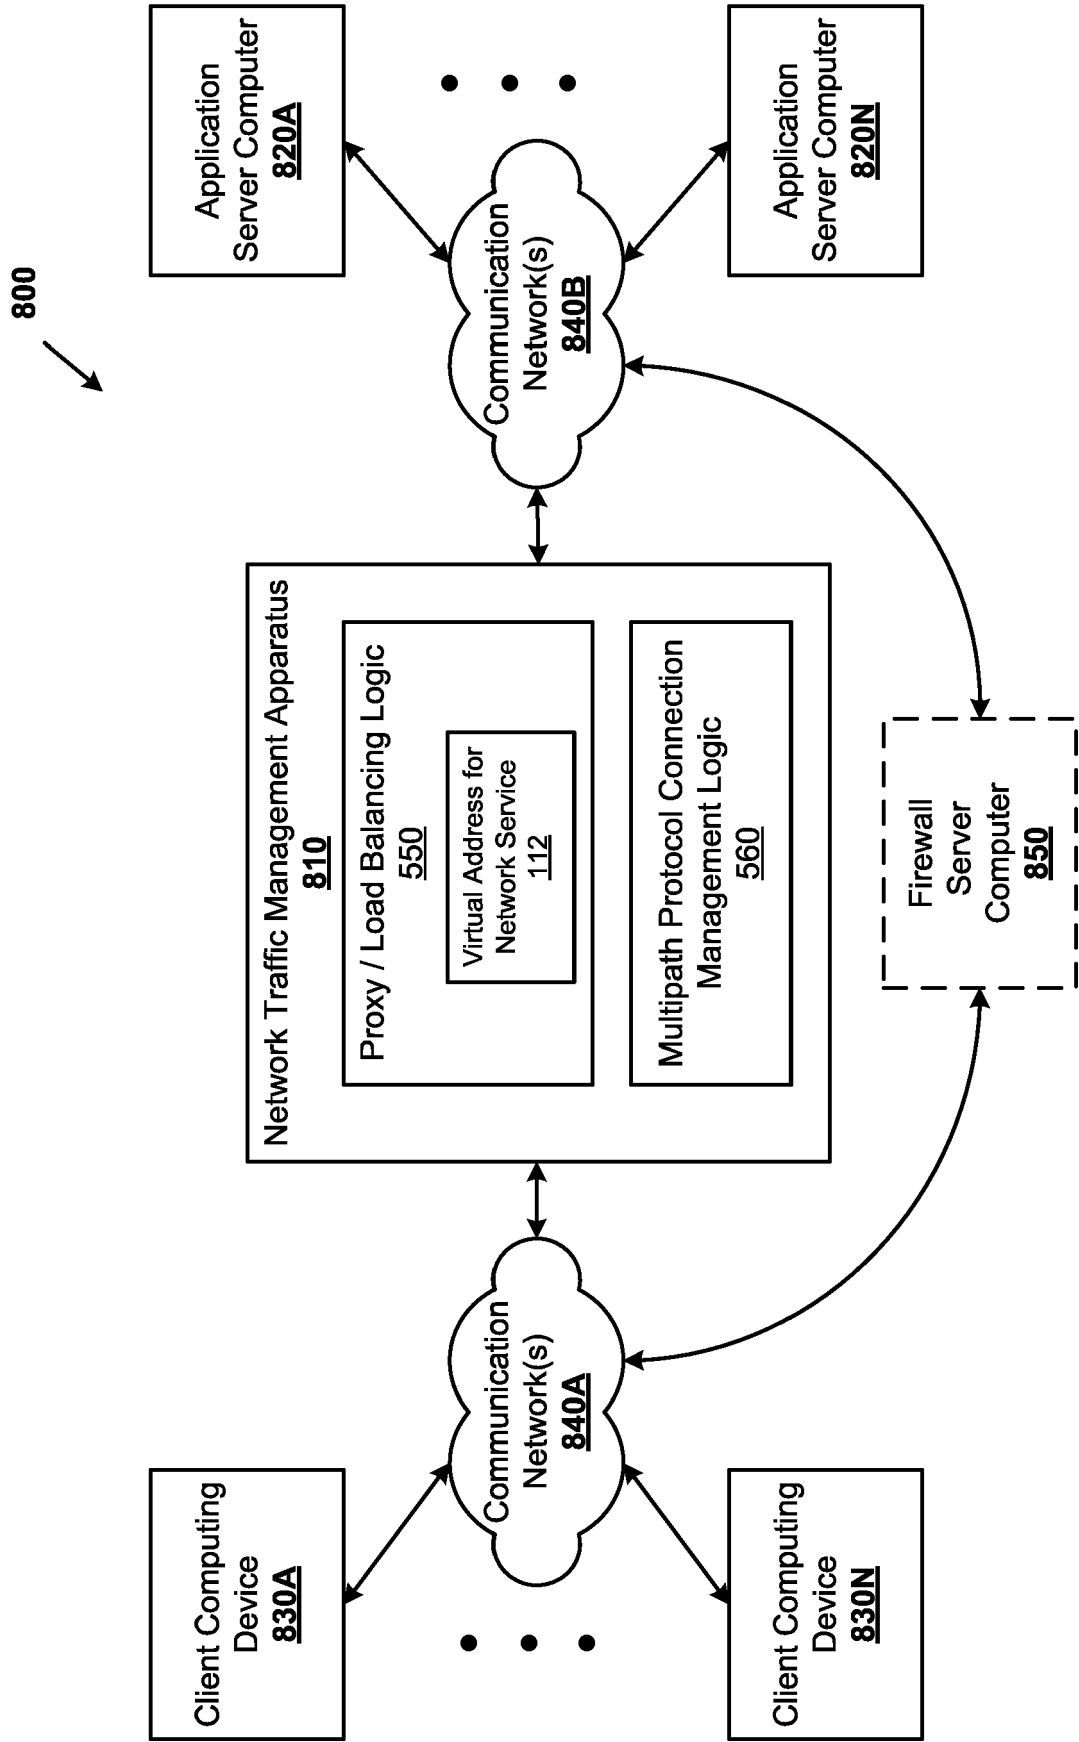 800
Client Computing
Device
830A
Client Computing
Device
830N
Communication
Network(s)
840A
Network Traffic Management Apparatus
810
Proxy / Load Balancing Logic
550
Virtual Address for
Network Service
112
Multipath Protocol Connection
Management Logic
560
Firewall
Server
Computer
850
Communication
Network(s)
840B
Application
Server Computer
820A
Application
Server Computer
820N